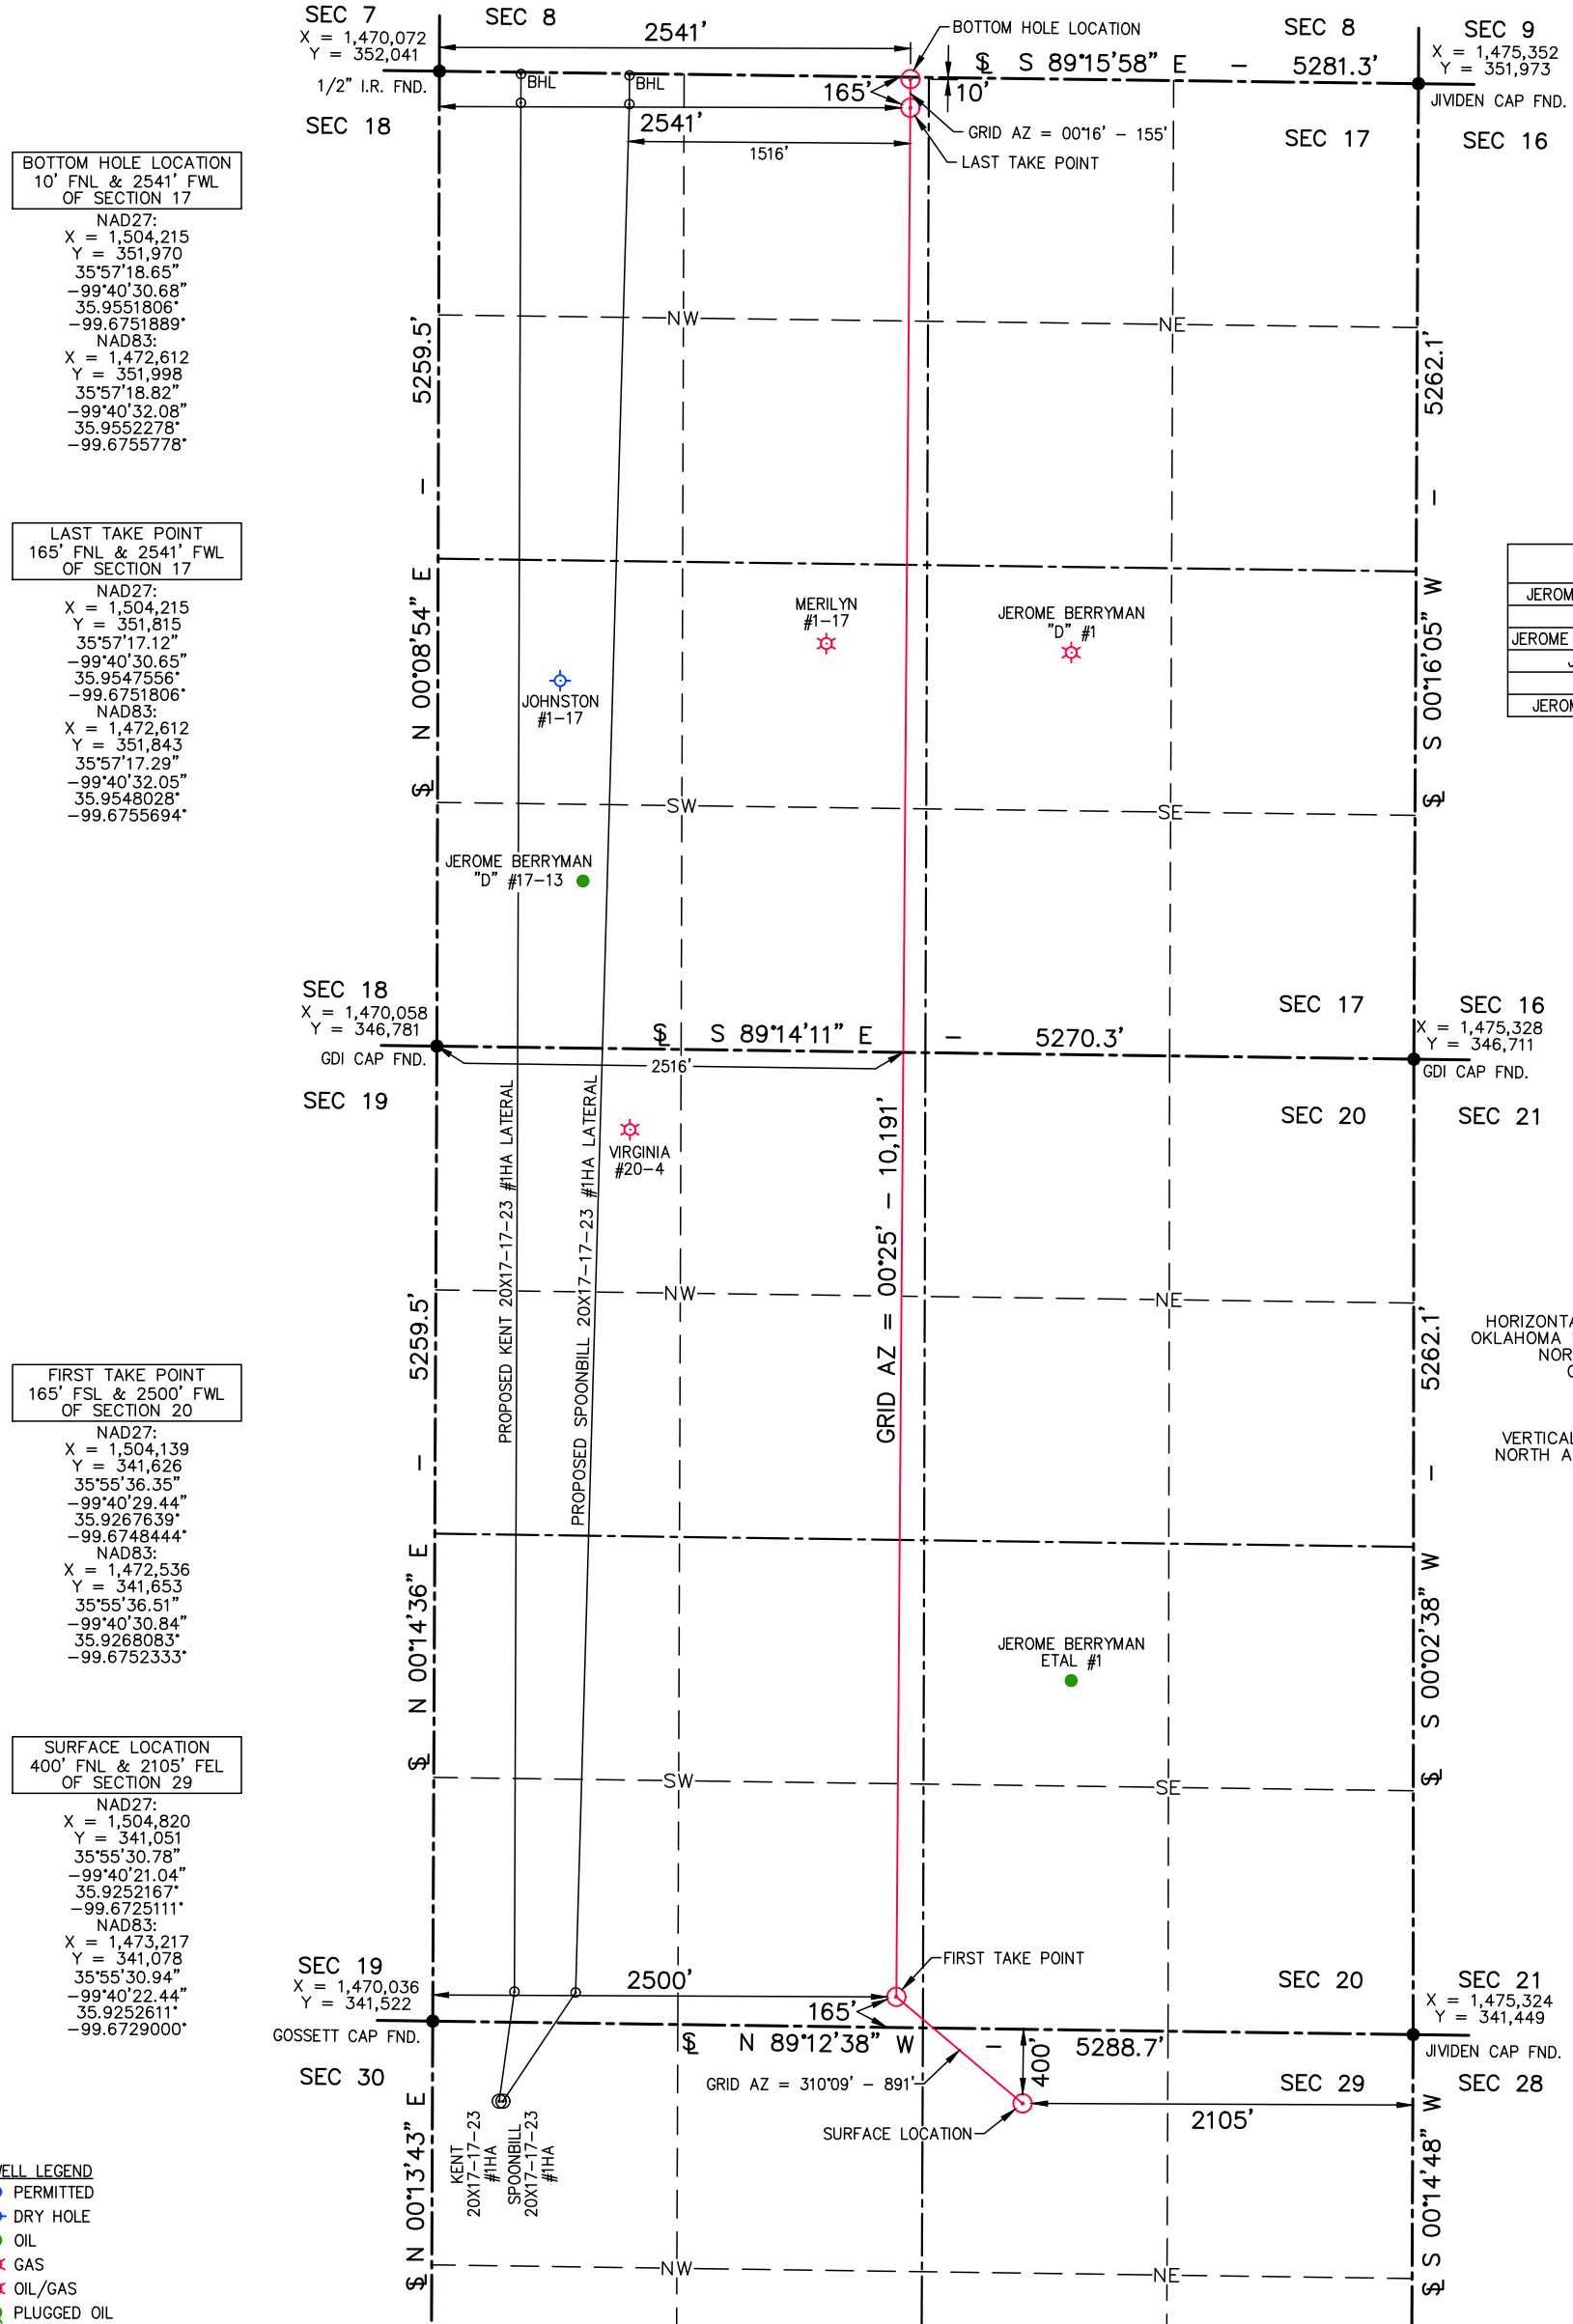 SEC 7
SEC 8
2541'
BOTTOM HOLE LOCATION
SEC 8
SEC 9
X = 1,470,072
Y = 352,041
S 89°15'58" E - 5281.3'
X = 1,475,352
Y = 351,973
1/2" I.R. FND.
BHL
BHL
165'
10'
JIVIDEN CAP FND.
SEC 18
2541'
GRID AZ = 00°16' - 155'
SEC 17
SEC 16
1516'
LAST TAKE POINT
BOTTOM HOLE LOCATION
10' FNL & 2541' FWL
OF SECTION 17
NAD27:
X = 1,504,215
Y = 351,970
35°57'18.65"
-99°40'30.68"
35.9551806°
-99.6751889°
NAD83:
X = 1,472,612
Y = 351,998
35°57'18.82"
-99°40'32.08"
35.9552278°
-99.6755778°
NW
NE
N 00°08'54" E - 5259.5'
S 00°16'05" W - 5262.1'
LAST TAKE POINT
165' FNL & 2541' FWL
OF SECTION 17
NAD27:
X = 1,504,215
Y = 351,815
35°57'17.12"
-99°40'30.65"
35.9547556°
-99.6751806°
NAD83:
X = 1,472,612
Y = 351,843
35°57'17.29"
-99°40'32.05"
35.9548028°
-99.6755694°
MERILYN
#1-17
JEROME BERRYMAN
"D" #1
JOHNSTON
#1-17
JEROM
JEROME
J
JEROM
SW
SE
JEROME BERRYMAN
"D" #17-13
SEC 18
X = 1,470,058
Y = 346,781
GDI CAP FND.
S 89°14'11" E - 5270.3'
SEC 17
SEC 16
X = 1,475,328
Y = 346,711
GDI CAP FND.
2516'
SEC 19
SEC 20
SEC 21
VIRGINIA
#20-4
PROPOSED KENT 20X17-17-23 #1HA LATERAL
PROPOSED SPOONBILL 20X17-17-23 #1HA LATERAL
GRID AZ = 00°25' - 10,191'
NW
NE
N 00°14'36" E - 5259.5'
S 00°02'38" W - 5262.1'
HORIZONTA
OKLAHOMA
NOR
VERTICAL
NORTH A
FIRST TAKE POINT
165' FSL & 2500' FWL
OF SECTION 20
NAD27:
X = 1,504,139
Y = 341,626
35°55'36.35"
-99°40'29.44"
35.9267639°
-99.6748444°
NAD83:
X = 1,472,536
Y = 341,653
35°55'36.51"
-99°40'30.84"
35.9268083°
-99.6752333°
JEROME BERRYMAN
ETAL #1
SW
SE
SURFACE LOCATION
400' FNL & 2105' FEL
OF SECTION 29
NAD27:
X = 1,504,820
Y = 341,051
35°55'30.78"
-99°40'21.04"
35.9252167°
-99.6725111°
NAD83:
X = 1,473,217
Y = 341,078
35°55'30.94"
-99°40'22.44"
35.9252611°
-99.6729000°
SEC 19
X = 1,470,036
Y = 341,522
GOSSETT CAP FND.
2500'
FIRST TAKE POINT
SEC 20
SEC 21
X = 1,475,324
Y = 341,449
JIVIDEN CAP FND.
165'
N 89°12'38" W - 5288.7'
SEC 30
GRID AZ = 310°09' - 891'
400'
SEC 29
SEC 28
2105'
SURFACE LOCATION
KENT
20X17-17-23
#1HA
SPOONBILL
20X17-17-23
#1HA
N 00°13'43" E
S 00°14'48" W
NW
NE
WELL LEGEND
PERMITTED
DRY HOLE
OIL
GAS
OIL/GAS
PLUGGED OIL